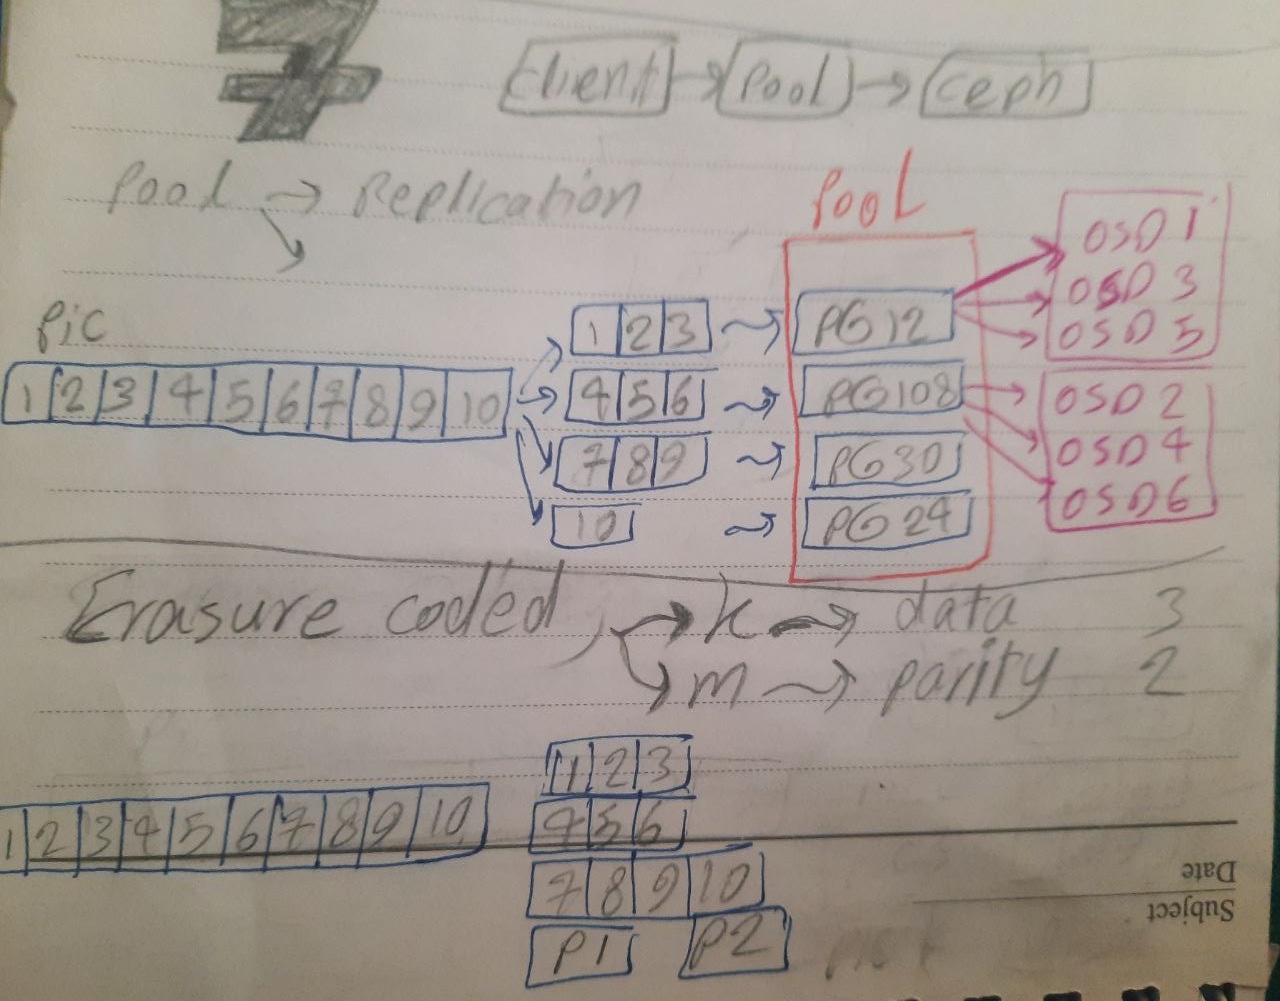 7
Client → Pool → Ceph
Pool → Replication
Pool
pic
1 2 3 4 5 6 7 8 9 10
1 2 3 → PG 12
4 5 6 → PG 108
7 8 9 → PG 30
10 → PG 24
OSD 1
OSD 3
OSD 5
OSD 2
OSD 4
OSD 6
Erasure coded, → k → data 3
→ m → parity 2
1 2 3 4 5 6 7 8 9 10
1 2 3
4 5 6
7 8 9 10
P1 P2
Date
Subject